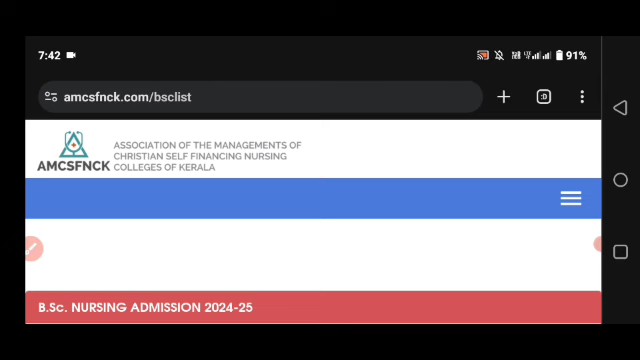 7:42
91%
amcsfnck.com/bsclist
:D
AMCSFNCK
ASSOCIATION OF THE MANAGEMENTS OF
CHRISTIAN SELF FINANCING NURSING
COLLEGES OF KERALA
B.Sc. NURSING ADMISSION 2024-25